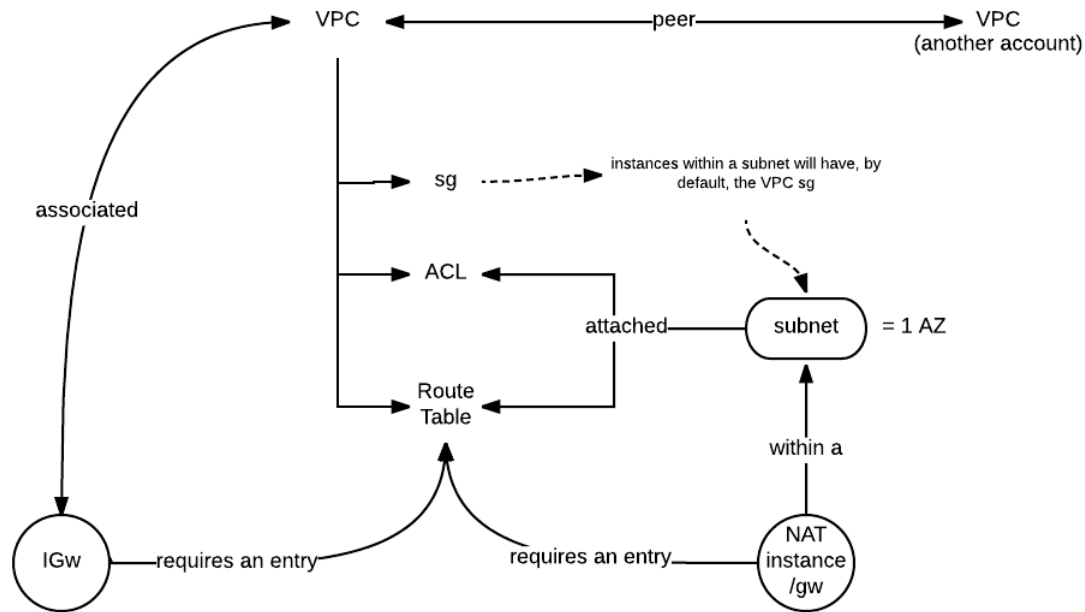 VPC
peer
VPC
(another account)
sg
instances within a subnet will have, by
default, the VPC sg
associated
ACL
attached
subnet
= 1 AZ
Route
Table
within a
IGw
requires an entry
requires an entry
NAT
instance
/gw